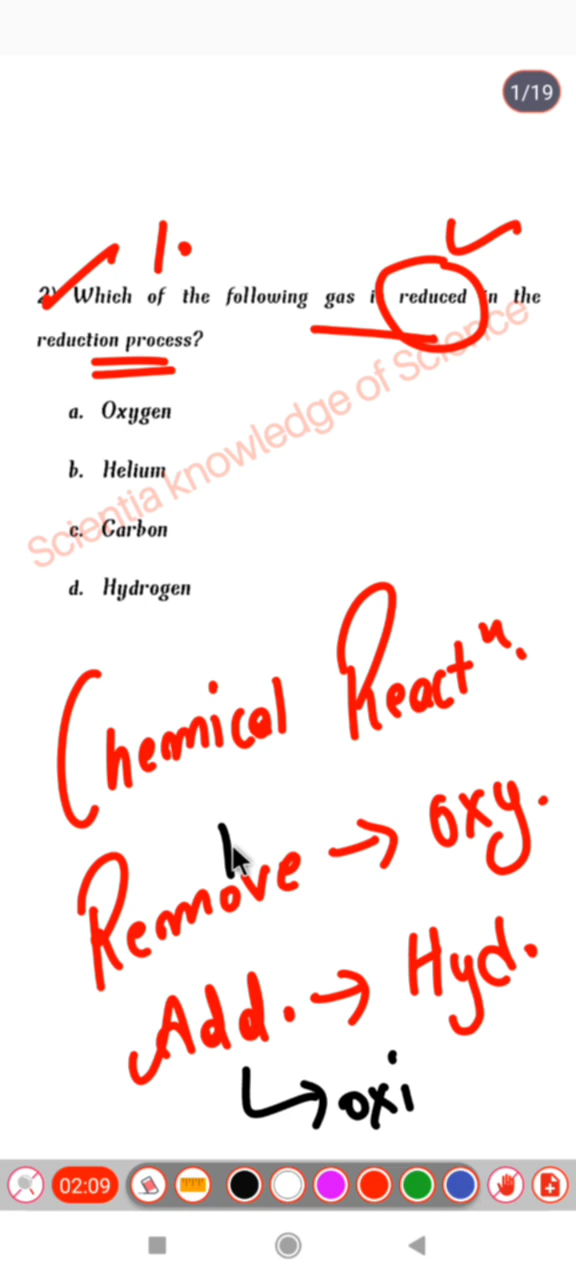 1/19
1.
2) Which of the following gas is reduced in the
reduction process?
a. Oxygen
b. Helium
c. Carbon
d. Hydrogen
Scientia knowledge of Science
Chemical Reactn.
Remove → Oxy.
Add. → Hyd.
↳ oxi
02:09